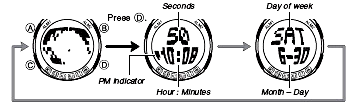 Seconds
Day of week
Press D.
A
B
50
SAT
10:08
6-30
C
D
PM Indicator
Hour : Minutes
Month – Day